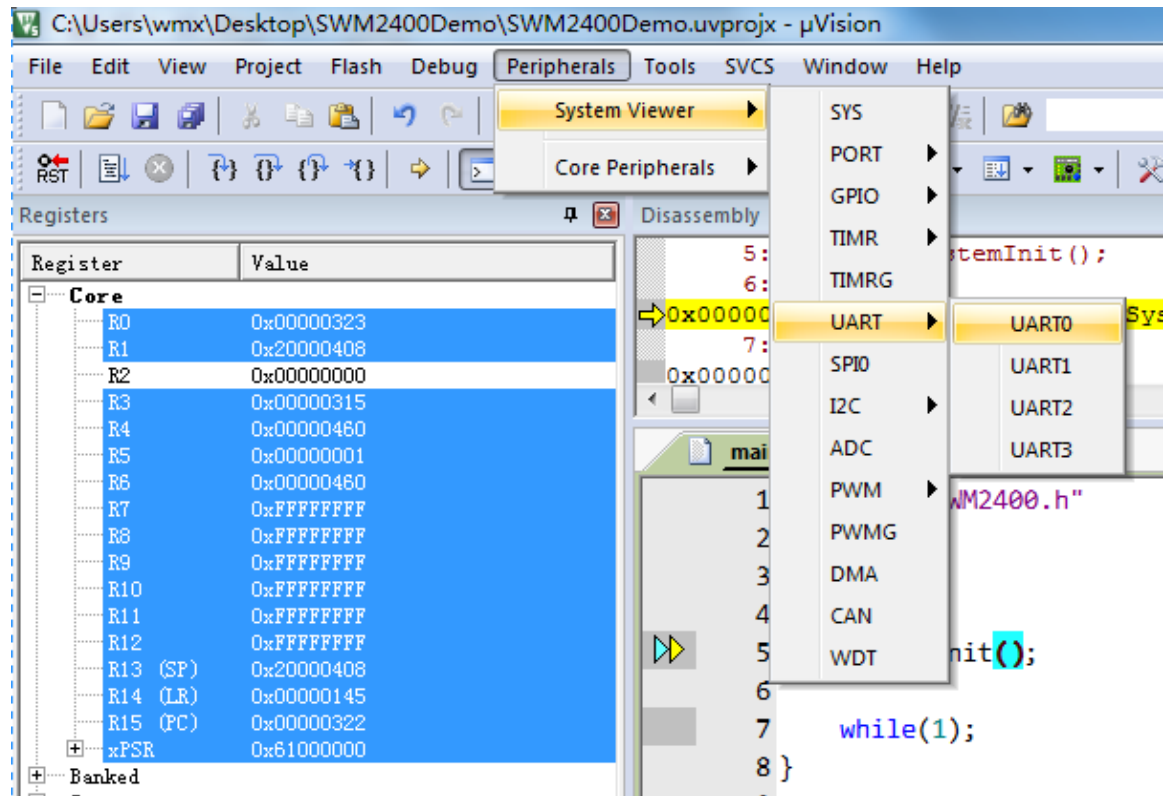 C:\Users\wmx\Desktop\SWM2400Demo\SWM2400Demo.uvprojx - µVision
File Edit View Project Flash Debug Peripherals Tools SVCS Window Help
System Viewer
Core Peripherals
SYS
PORT
GPIO
TIMR
TIMRG
UART
SPI0
I2C
ADC
PWM
PWMG
DMA
CAN
WDT
UART0
UART1
UART2
UART3
RST
Registers
Register Value
Core
R0 0x00000323
R1 0x20000408
R2 0x00000000
R3 0x00000315
R4 0x00000460
R5 0x00000001
R6 0x00000460
R7 0xFFFFFFFF
R8 0xFFFFFFFF
R9 0xFFFFFFFF
R10 0xFFFFFFFF
R11 0xFFFFFFFF
R12 0xFFFFFFFF
R13 (SP) 0x20000408
R14 (LR) 0x00000145
R15 (PC) 0x00000322
xPSR 0x61000000
Banked
Disassembly
5: stemInit();
6:
0x00000 Sys
7:
0x00000
mai
1 WM2400.h"
2
3
4
5 nit();
6
7 while(1);
8 }